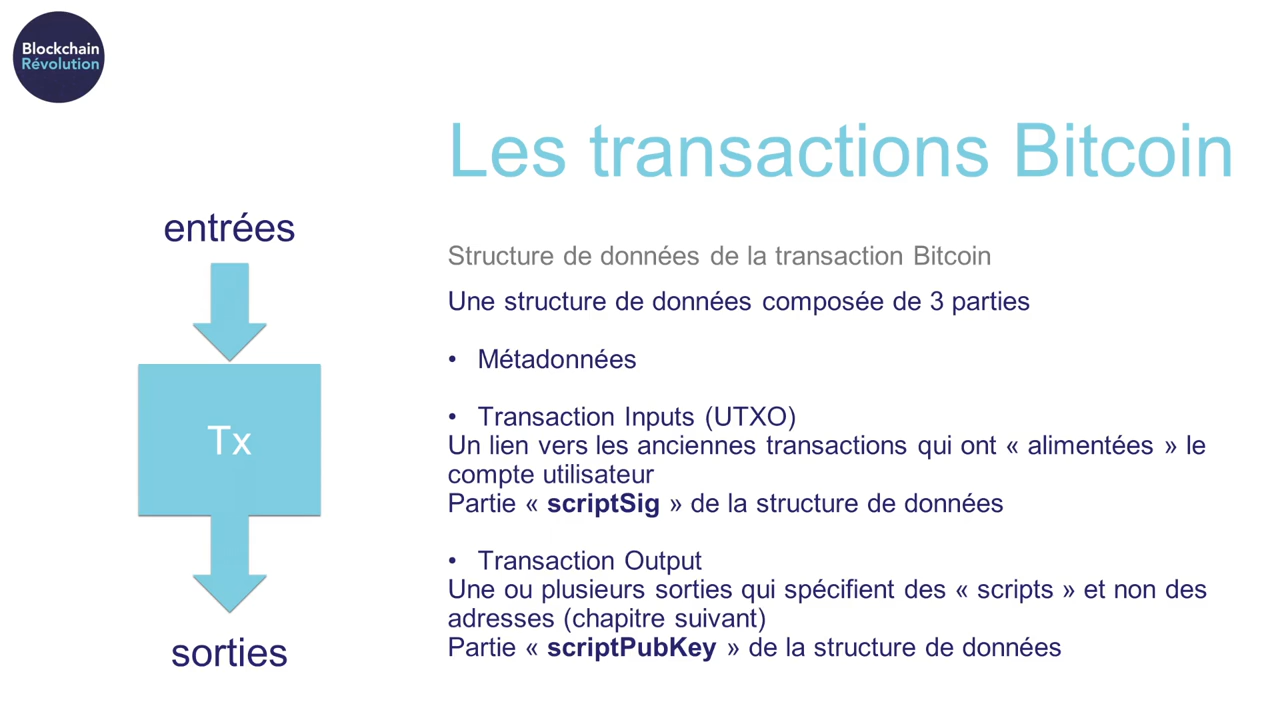 Blockchain
Révolution
Les transactions Bitcoin
entrées
Tx
sorties
Structure de données de la transaction Bitcoin
Une structure de données composée de 3 parties
• Métadonnées
• Transaction Inputs (UTXO)
Un lien vers les anciennes transactions qui ont « alimentées » le
compte utilisateur
Partie « scriptSig » de la structure de données
• Transaction Output
Une ou plusieurs sorties qui spécifient des « scripts » et non des
adresses (chapitre suivant)
Partie « scriptPubKey » de la structure de données